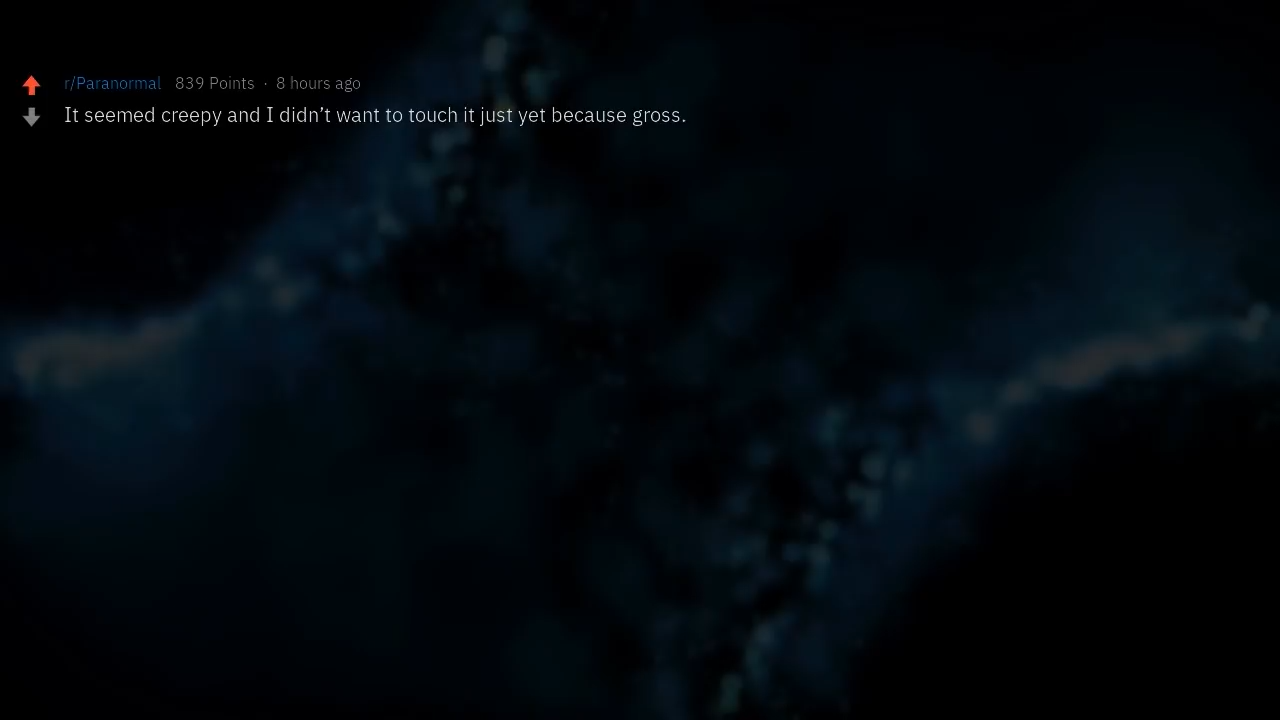 r/Paranormal 839 Points · 8 hours ago
It seemed creepy and I didn’t want to touch it just yet because gross.